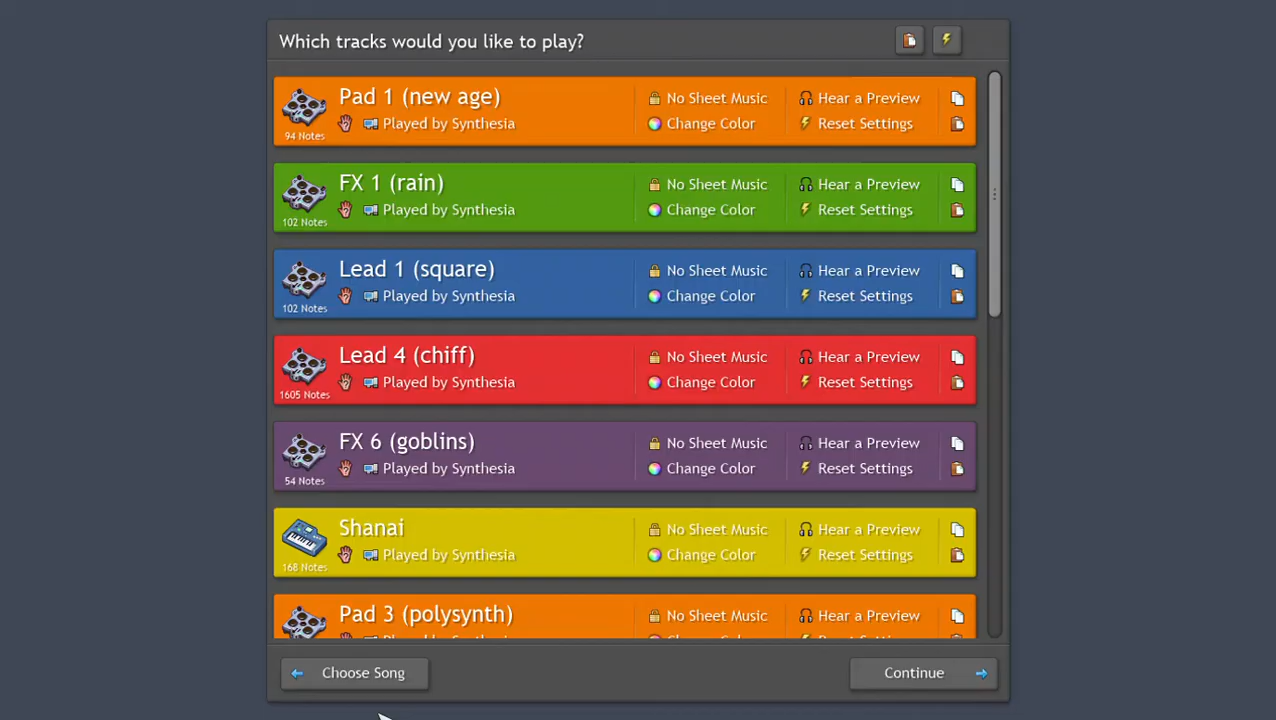 Which tracks would you like to play?
Pad 1 (new age)
No Sheet Music
Hear a Preview
94 Notes
Played by Synthesia
Change Color
Reset Settings
FX 1 (rain)
No Sheet Music
Hear a Preview
102 Notes
Played by Synthesia
Change Color
Reset Settings
Lead 1 (square)
No Sheet Music
Hear a Preview
102 Notes
Played by Synthesia
Change Color
Reset Settings
Lead 4 (chiff)
No Sheet Music
Hear a Preview
1605 Notes
Played by Synthesia
Change Color
Reset Settings
FX 6 (goblins)
No Sheet Music
Hear a Preview
54 Notes
Played by Synthesia
Change Color
Reset Settings
Shanai
No Sheet Music
Hear a Preview
168 Notes
Played by Synthesia
Change Color
Reset Settings
Pad 3 (polysynth)
No Sheet Music
Hear a Preview
Played by Synthesia
Choose Song
Continue